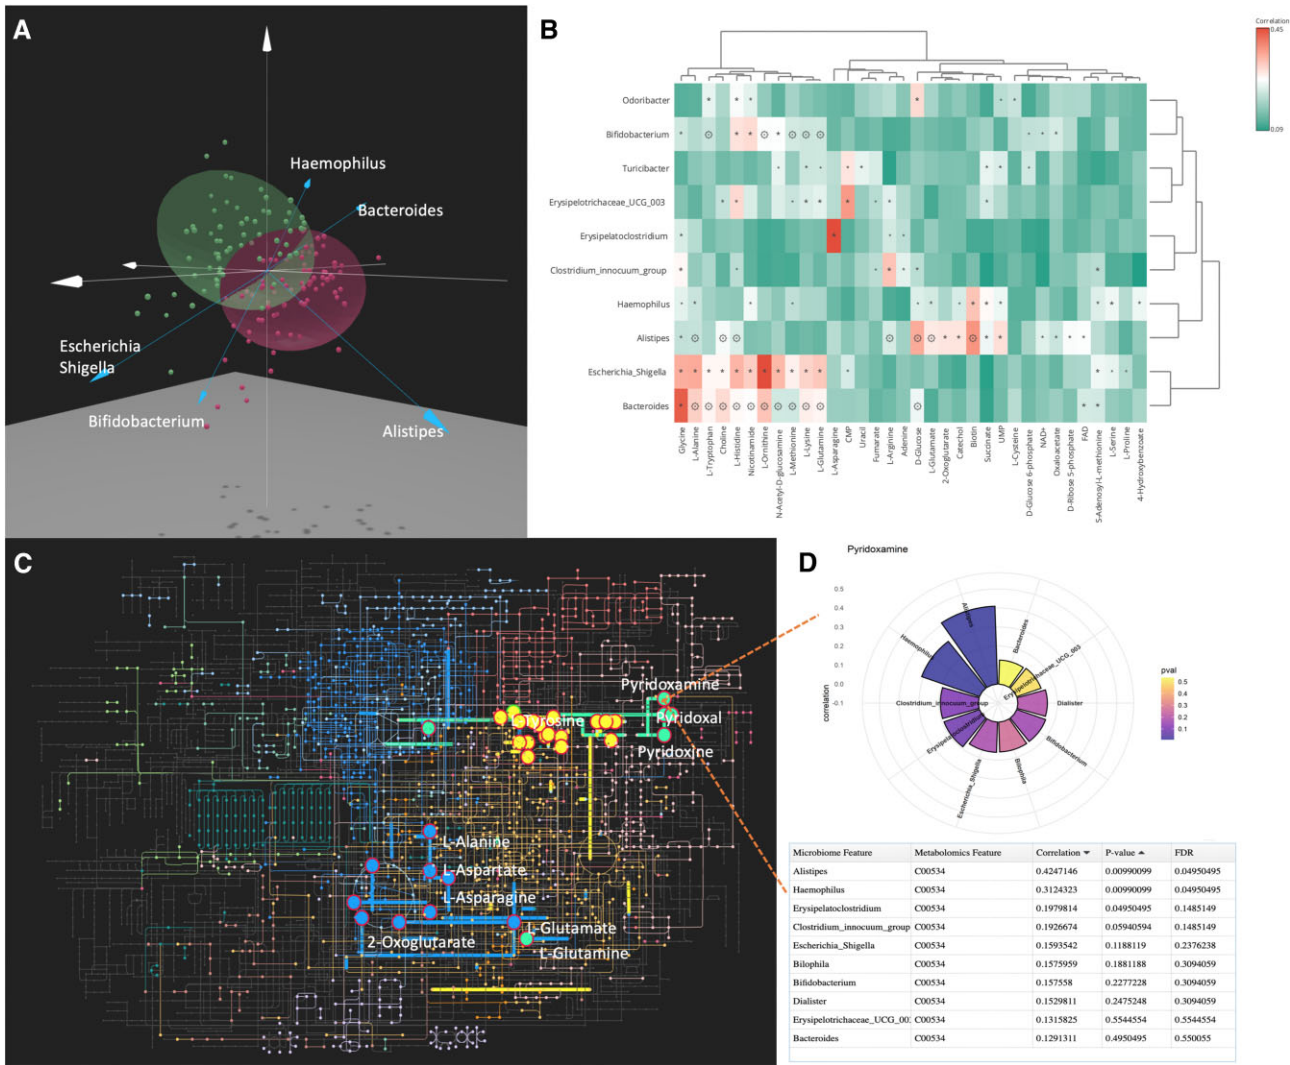 A
Haemophilus
Bacteroides
Escherichia
Shigella
Bifidobacterium
Alistipes
B
Correlation
0.45
0.09
Odoribacter
Bifidobacterium
Turicibacter
Erysipelotrichaceae_UCG_003
Erysipelatoclostridium
Clostridium_innocuum_group
Haemophilus
Alistipes
Escherichia_Shigella
Bacteroides
Glycine
L-Alanine
L-Tryptophan
Choline
L-Histidine
Nicotinamide
L-Ornithine
N-Acetyl-D-glucosamine
L-Methionine
L-Lysine
L-Glutamine
L-Asparagine
CMP
Uracil
Fumarate
L-Arginine
Adenine
D-Glucose
L-Glutamate
2-Oxoglutarate
Catechol
Biotin
Succinate
UMP
L-Cysteine
D-Glucose 6-phosphate
NAD+
Oxaloacetate
D-Ribose 5-phosphate
FAD
S-Adenosyl-L-methionine
L-Serine
L-Proline
4-Hydroxybenzoate
C
Pyridoxamine
L-Tyrosine
Pyridoxal
Pyridoxine
L-Alanine
L-Aspartate
L-Asparagine
L-Glutamate
2-Oxoglutarate
L-Glutamine
D
Pyridoxamine
0.5
0.4
0.3
0.2
0.1
0.0
-0.1
correlation
Alistipes
Bacteroides
Haemophilus
Erysipelotrichaceae_UCG_003
Clostridium_innocuum_group
Dialister
Erysipelatoclostridium
Bifidobacterium
Escherichia_Shigella
Bilophila
pval
0.5
0.4
0.3
0.2
0.1
Microbiome Feature Metabolomics Feature Correlation P-value FDR
Alistipes C00534 0.4247146 0.00990099 0.04950495
Haemophilus C00534 0.3124323 0.00990099 0.04950495
Erysipelatoclostridium C00534 0.1979814 0.04950495 0.1485149
Clostridium_innocuum_group C00534 0.1926674 0.05940594 0.1485149
Escherichia_Shigella C00534 0.1593542 0.1188119 0.2376238
Bilophila C00534 0.1575959 0.1881188 0.3094059
Bifidobacterium C00534 0.157558 0.2277228 0.3094059
Dialister C00534 0.1529811 0.2475248 0.3094059
Erysipelotrichaceae_UCG_00 C00534 0.1315825 0.5544554 0.5544554
Bacteroides C00534 0.1291311 0.4950495 0.550055